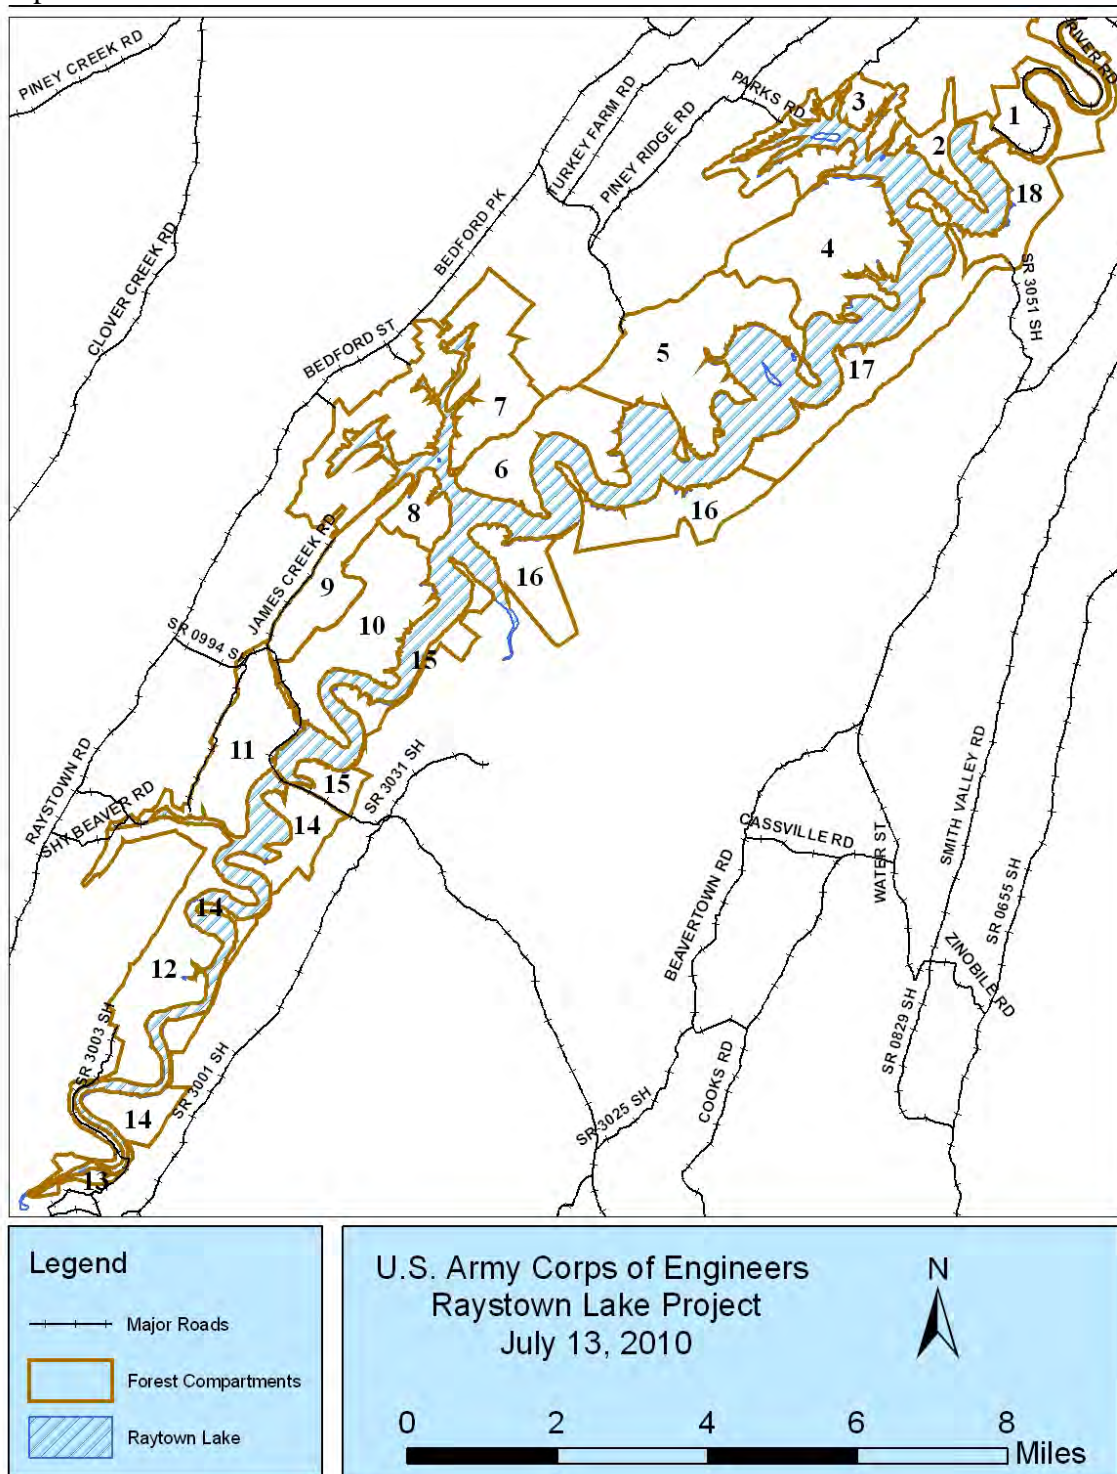 PINEY CREEK RD
RIVER RD
PARKS RD
3
1
TURKEY FARM RD
PINEY RIDGE RD
2
18
BEDFORD PK
4
CLOVER CREEK RD
SR 3051 SH
BEDFORD ST
5
17
7
6
8
16
JAMES CREEK RD
9
16
10
SR 0994 SH
15
11
RAYSTOWN RD
SHY BEAVER RD
15
SR 3031 SH
14
CASSVILLE RD
WATER ST
SMITH VALLEY RD
SR 0655 SH
BEAVERTOWN RD
14
12
ZINOBILE RD
SR 3003 SH
SR 3001 SH
SR 0829 SH
COOKS RD
14
SR 3025 SH
13
Legend
Major Roads
Forest Compartments
Raytown Lake
U.S. Army Corps of Engineers
Raystown Lake Project
July 13, 2010
N
0 2 4 6 8
Miles